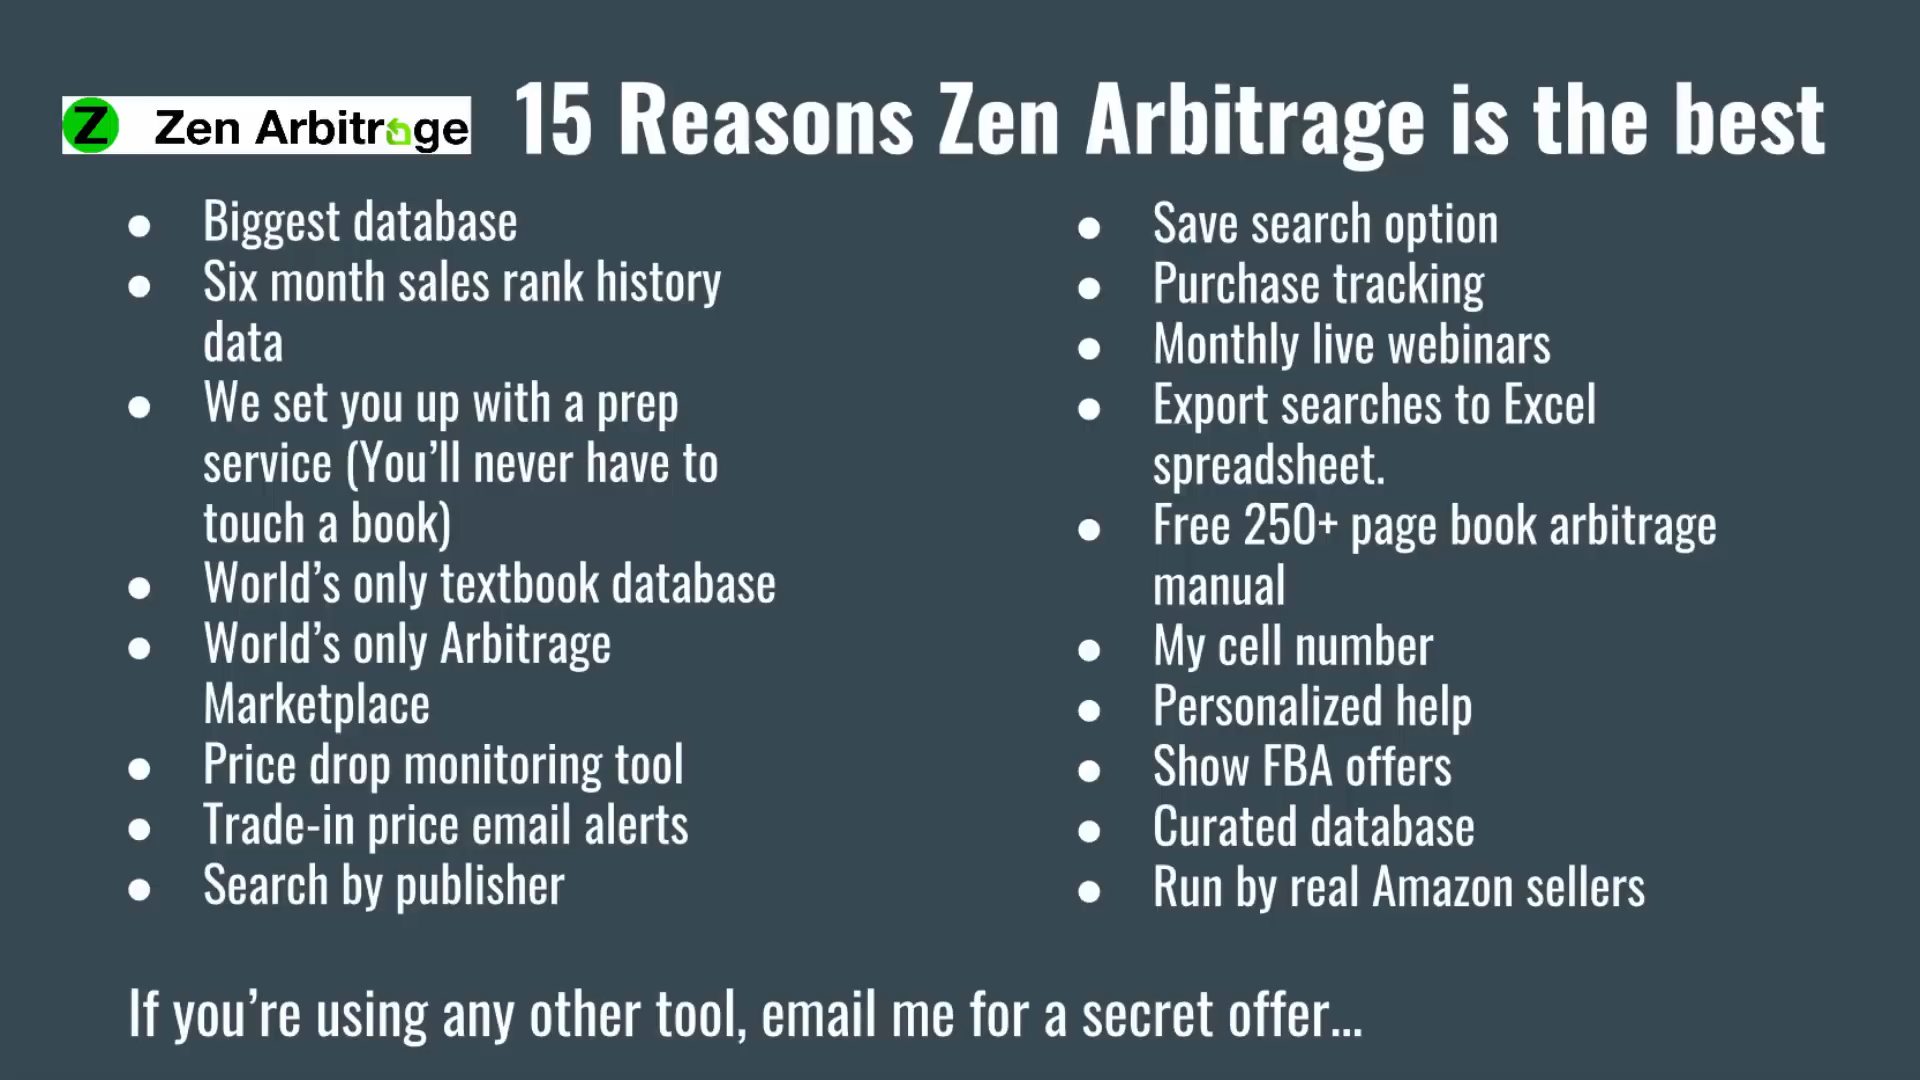 Z Zen Arbitrage
15 Reasons Zen Arbitrage is the best
● Biggest database
● Six month sales rank history
data
● We set you up with a prep
service (You’ll never have to
touch a book)
● World’s only textbook database
● World’s only Arbitrage
Marketplace
● Price drop monitoring tool
● Trade-in price email alerts
● Search by publisher
● Save search option
● Purchase tracking
● Monthly live webinars
● Export searches to Excel
spreadsheet.
● Free 250+ page book arbitrage
manual
● My cell number
● Personalized help
● Show FBA offers
● Curated database
● Run by real Amazon sellers
If you’re using any other tool, email me for a secret offer...